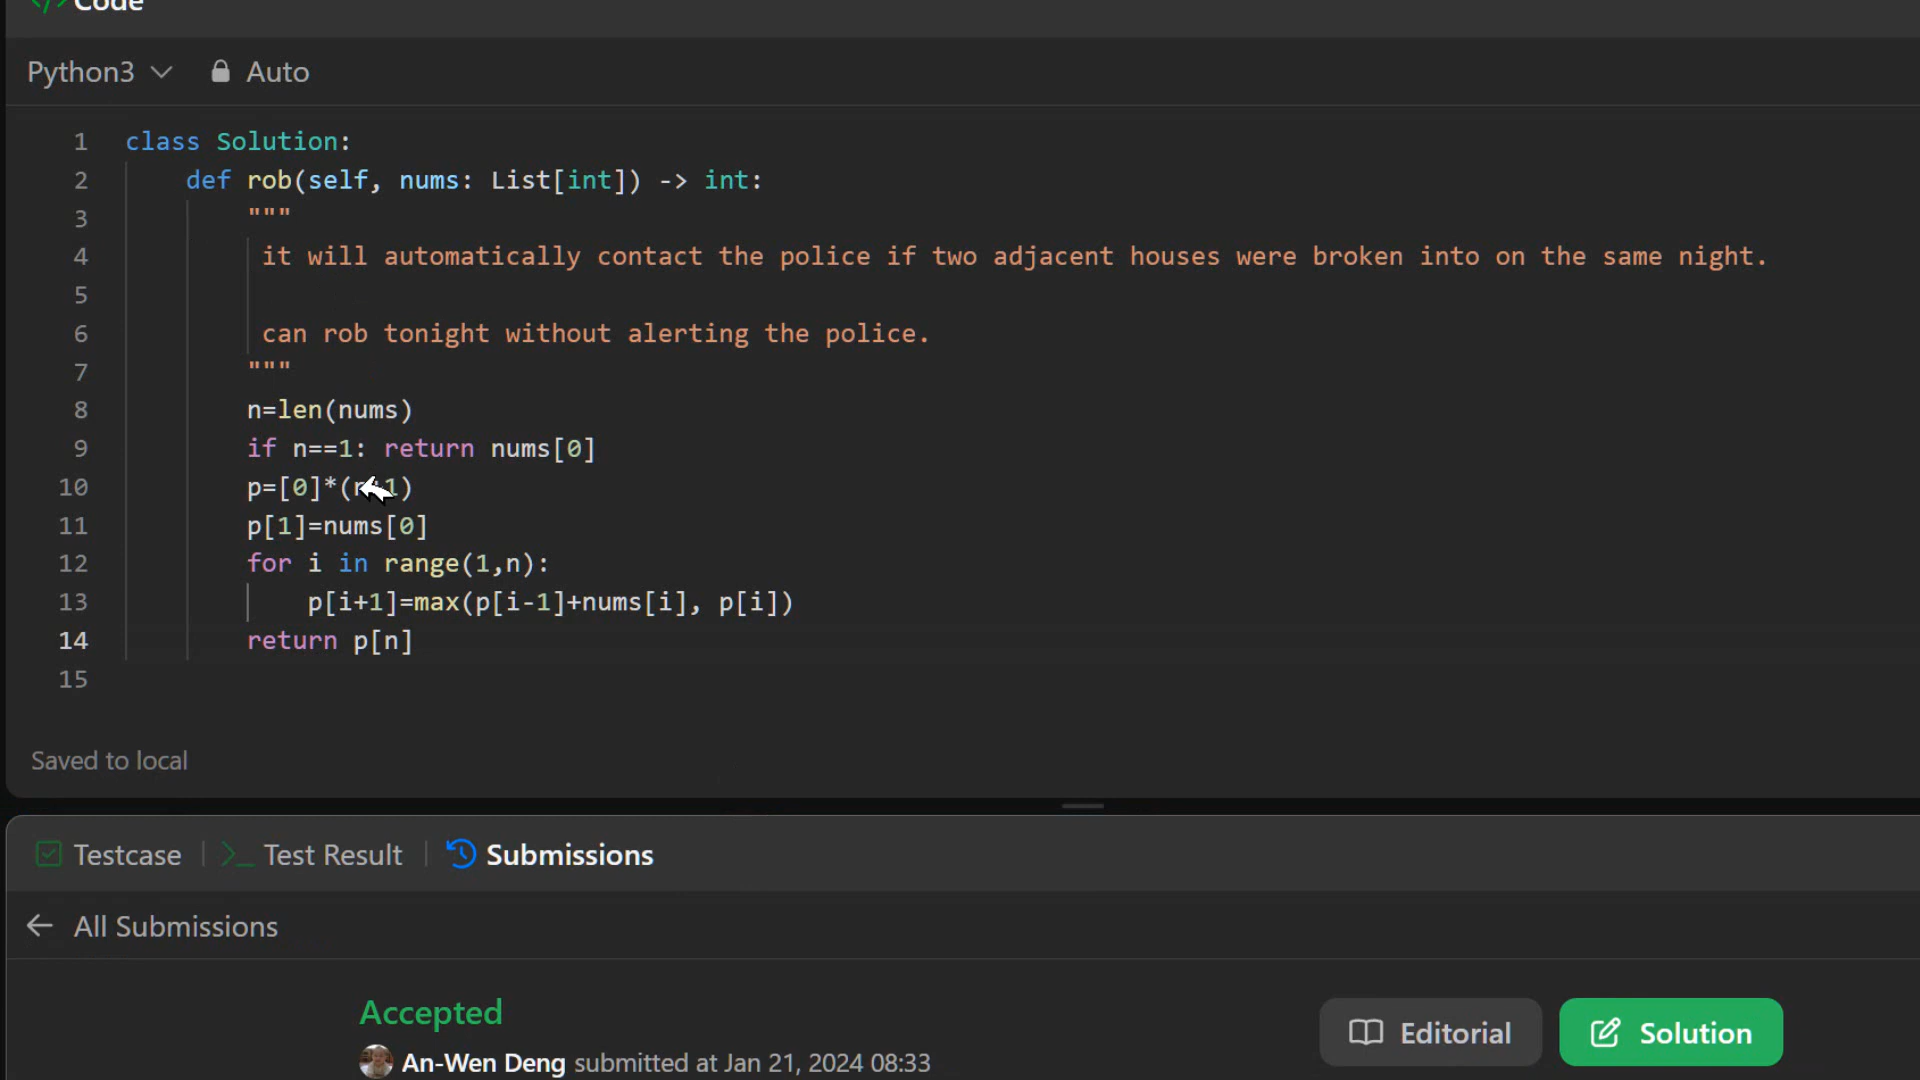 Code
Python3 Auto
1 class Solution:
2 def rob(self, nums: List[int]) -> int:
3 """
4 it will automatically contact the police if two adjacent houses were broken into on the same night.
5
6 can rob tonight without alerting the police.
7 """
8 n=len(nums)
9 if n==1: return nums[0]
10 p=[0]*(n+1)
11 p[1]=nums[0]
12 for i in range(1,n):
13 p[i+1]=max(p[i-1]+nums[i], p[i])
14 return p[n]
15
Saved to local
Testcase Test Result Submissions
All Submissions
Accepted
Editorial Solution
An-Wen Deng submitted at Jan 21, 2024 08:33